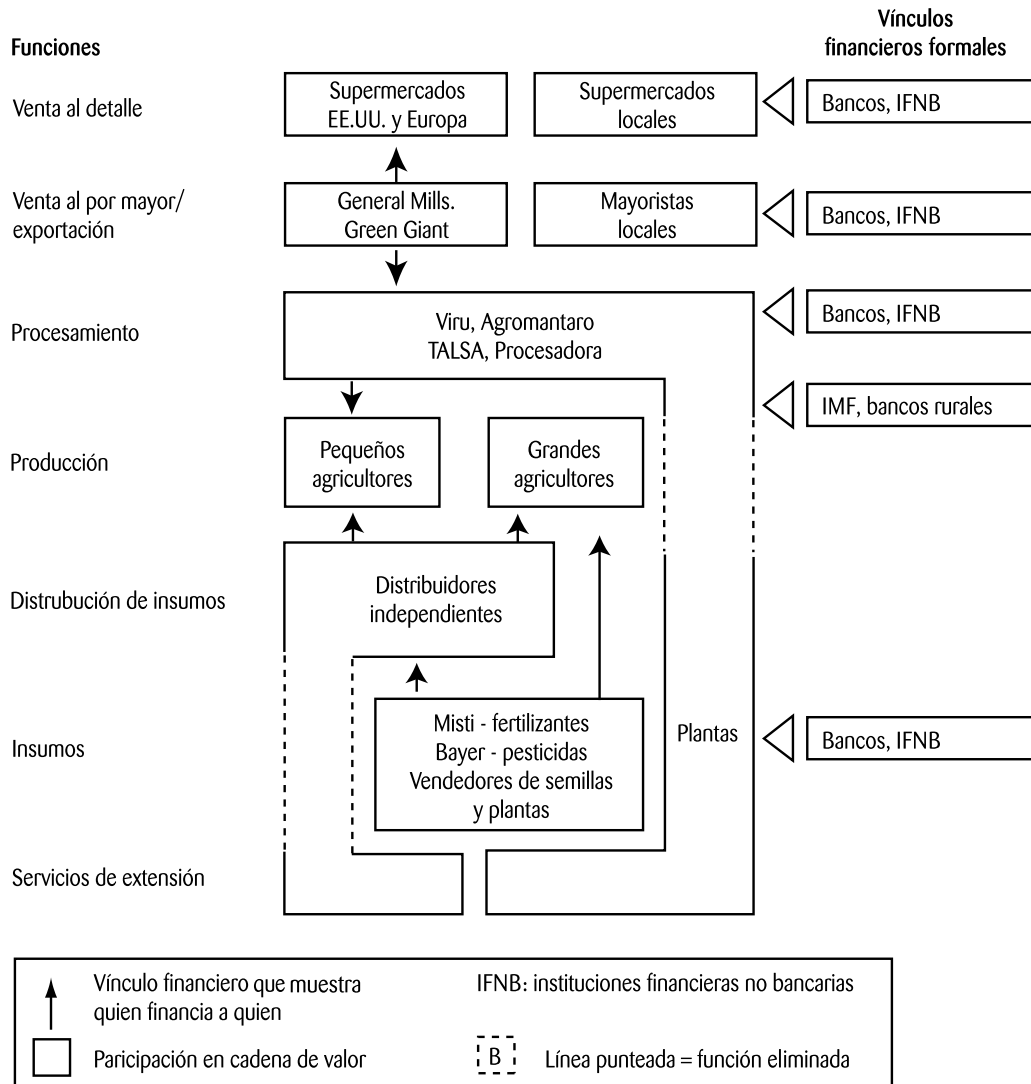 Funciones
Vínculos
financieros formales
Venta al detalle
Supermercados
EE.UU. y Europa
Supermercados
locales
Bancos, IFNB
Venta al por mayor/
exportación
General Mills.
Green Giant
Mayoristas
locales
Bancos, IFNB
Procesamiento
Viru, Agromantaro
TALSA, Procesadora
Bancos, IFNB
IMF, bancos rurales
Producción
Pequeños
agricultores
Grandes
agricultores
Distrubución de insumos
Distribuidores
independientes
Insumos
Misti - fertilizantes
Bayer - pesticidas
Vendedores de semillas
y plantas
Plantas
Bancos, IFNB
Servicios de extensión
Vínculo financiero que muestra
quien financia a quien
IFNB: instituciones financieras no bancarias
Paricipación en cadena de valor
B
Línea punteada = función eliminada